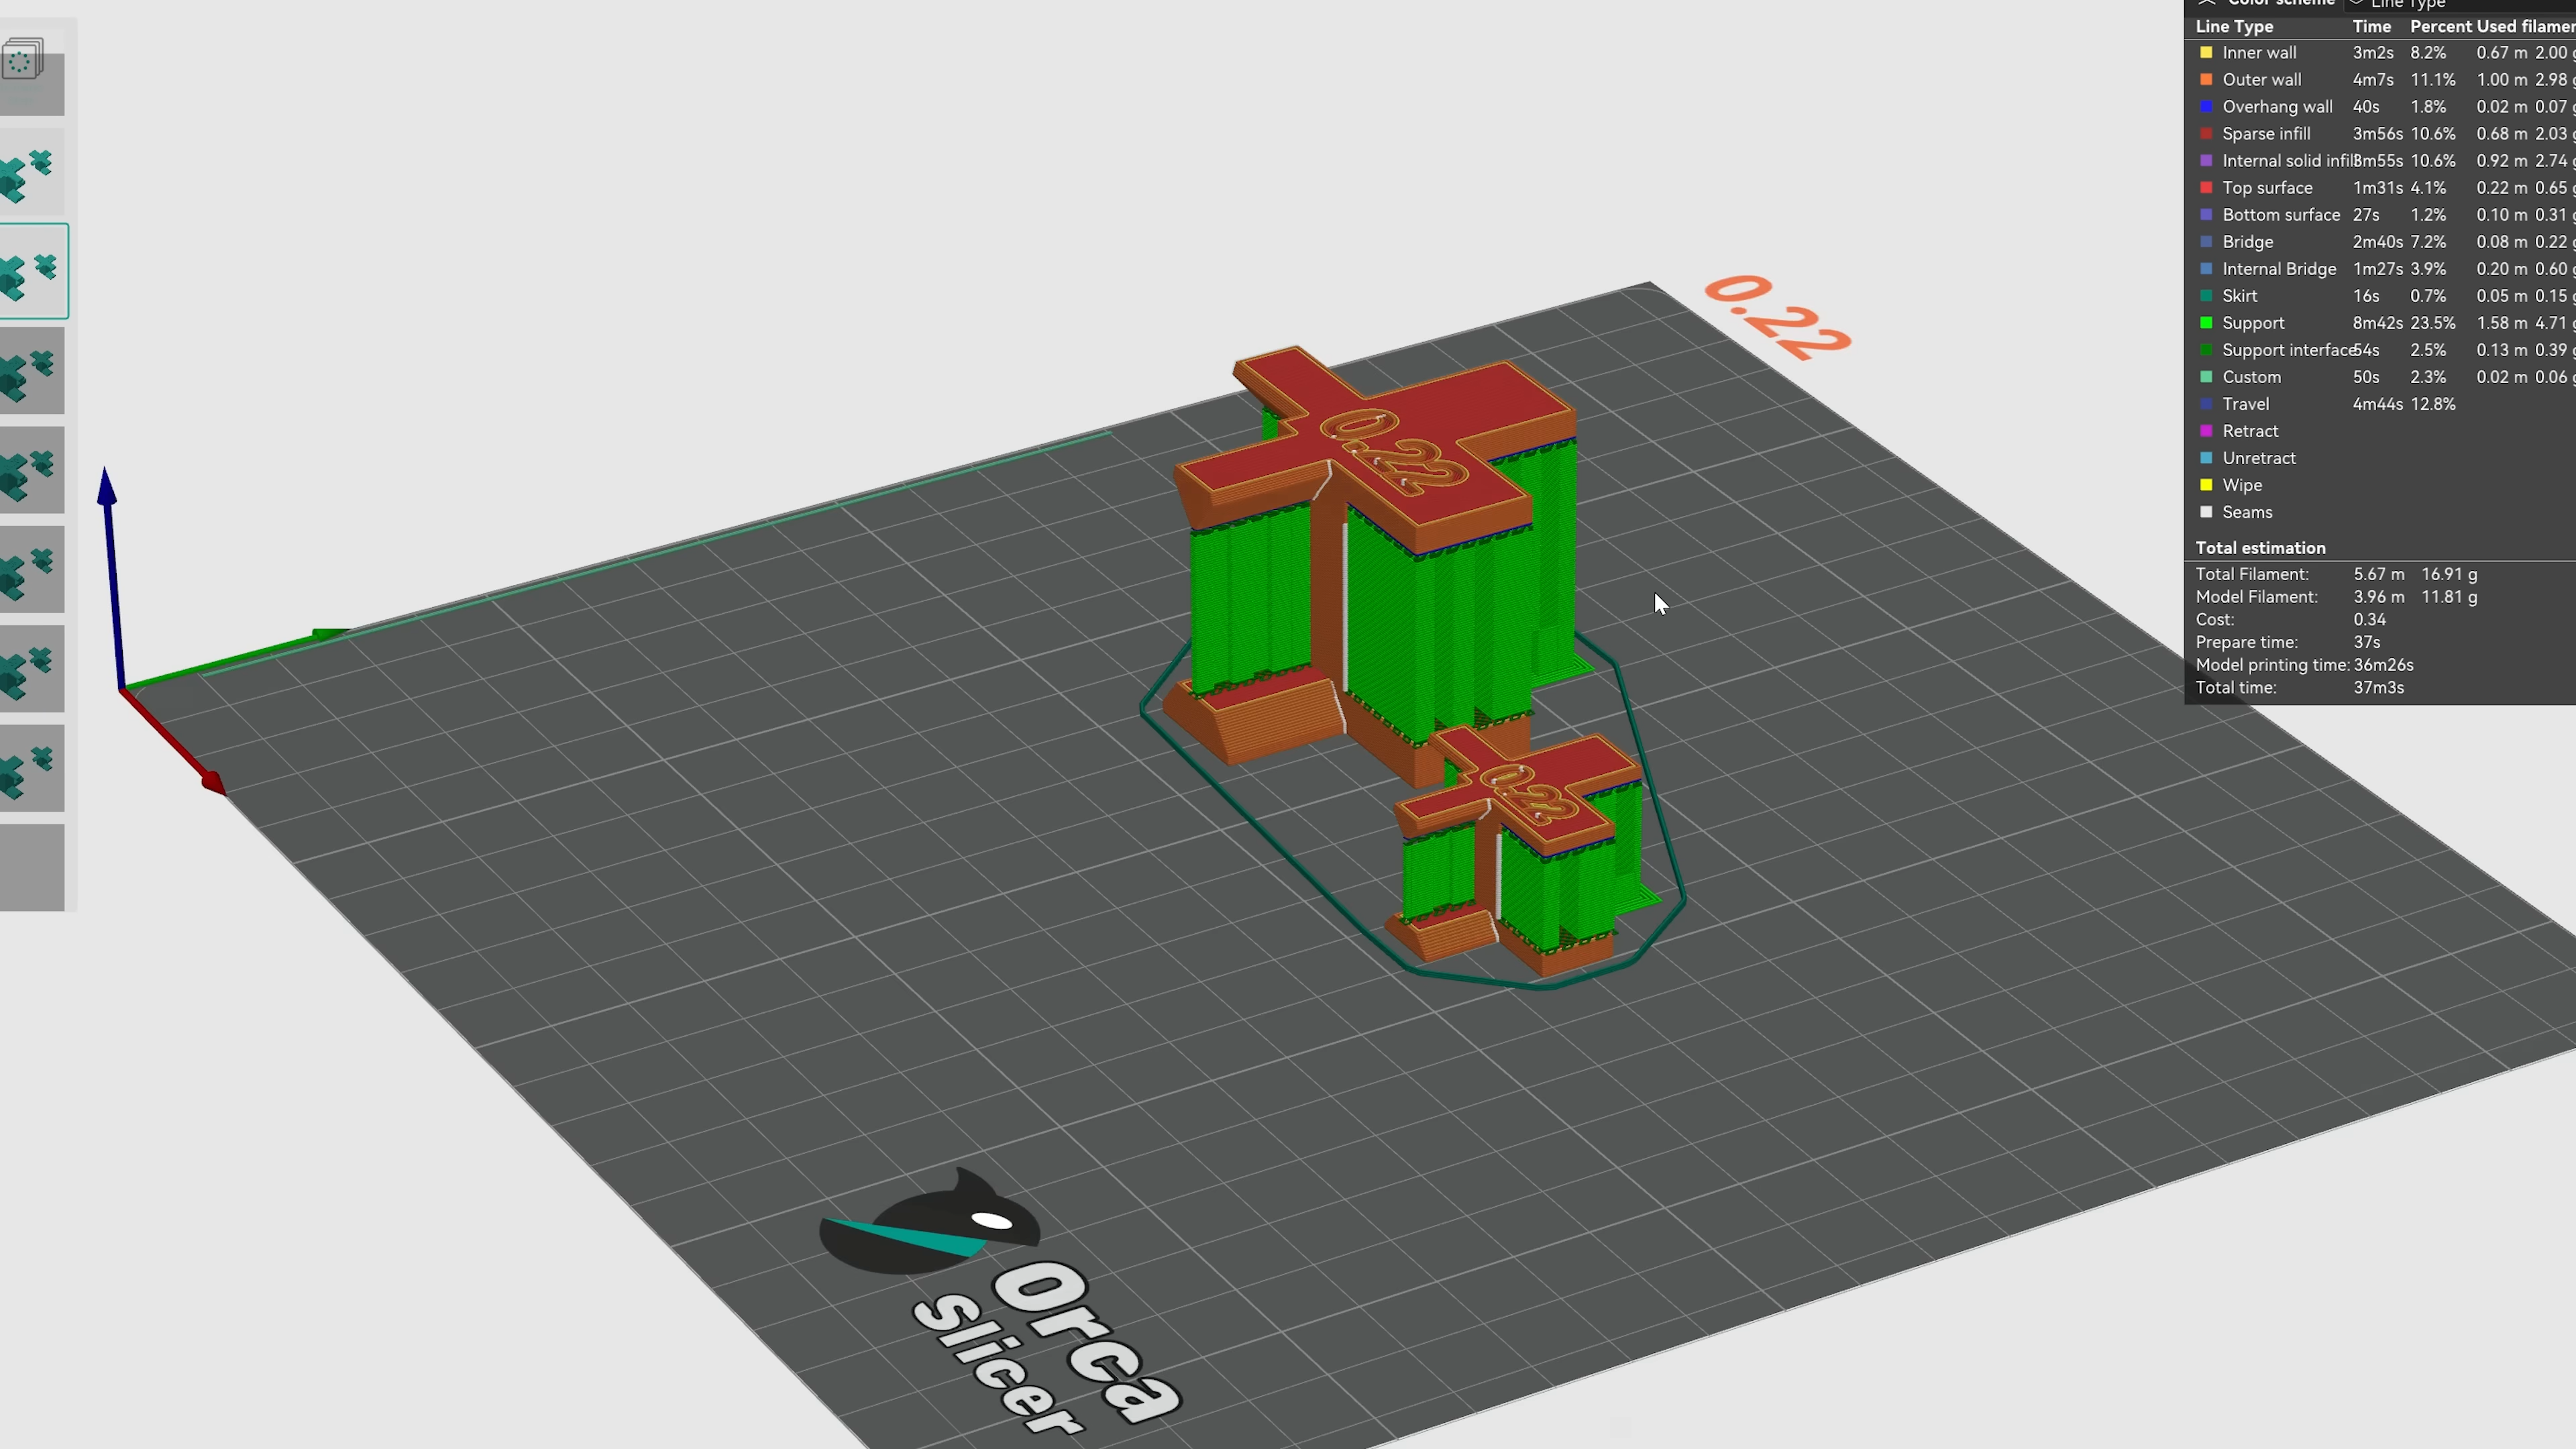 Color scheme Line Type
Line Type Time Percent Used filamen
Inner wall 3m2s 8.2% 0.67 m 2.00 g
Outer wall 4m7s 11.1% 1.00 m 2.98 g
Overhang wall 40s 1.8% 0.02 m 0.07 g
Sparse infill 3m56s 10.6% 0.68 m 2.03 g
Internal solid infill 3m55s 10.6% 0.92 m 2.74 g
Top surface 1m31s 4.1% 0.22 m 0.65 g
Bottom surface 27s 1.2% 0.10 m 0.31 g
Bridge 2m40s 7.2% 0.08 m 0.22 g
Internal Bridge 1m27s 3.9% 0.20 m 0.60 g
Skirt 16s 0.7% 0.05 m 0.15 g
Support 8m42s 23.5% 1.58 m 4.71 g
Support interface 54s 2.5% 0.13 m 0.39 g
Custom 50s 2.3% 0.02 m 0.06 g
Travel 4m44s 12.8%
Retract
Unretract
Wipe
Seams
Total estimation
Total Filament: 5.67 m 16.91 g
Model Filament: 3.96 m 11.81 g
Cost: 0.34
Prepare time: 37s
Model printing time: 36m26s
Total time: 37m3s
0.22
0.22
0.22
Orca
Slicer